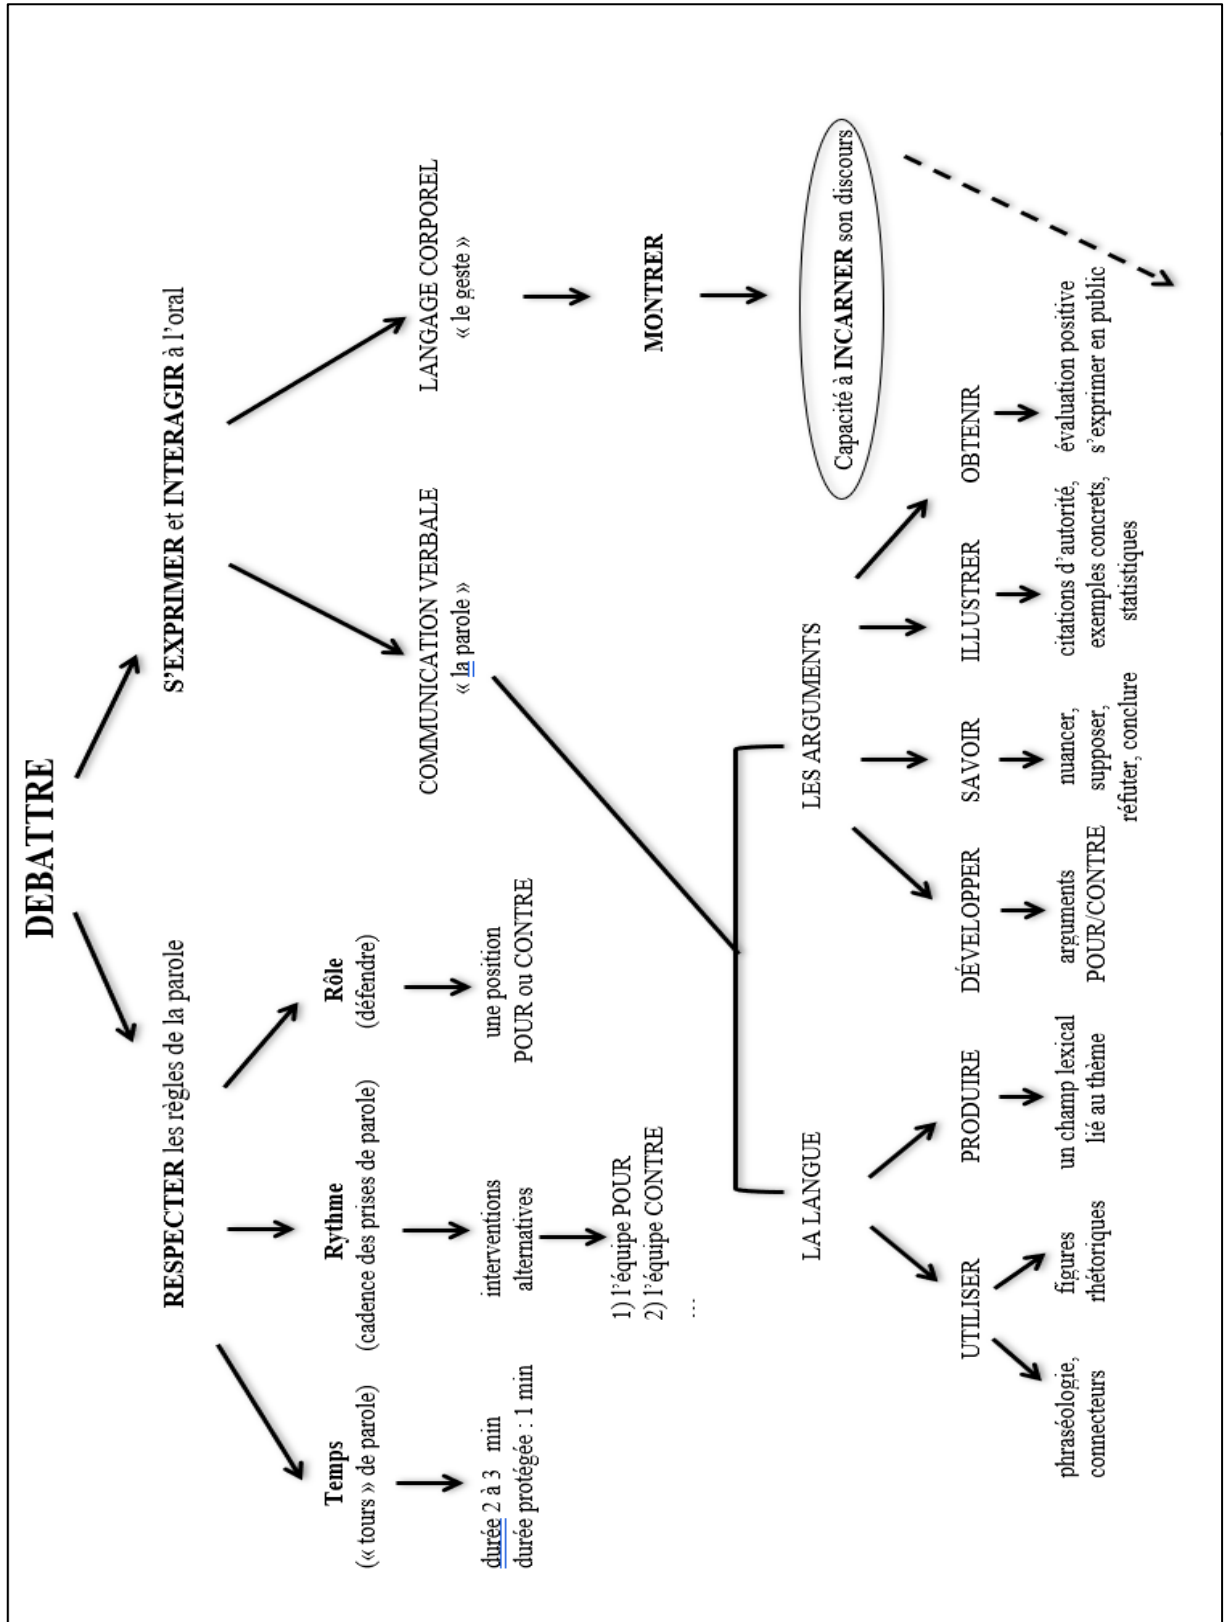 DEBATTRE
RESPECTER les règles de la parole
S'EXPRIMER et INTERAGIR à l'oral
Temps
(« tours » de parole)
durée 2 à 3 min
durée protégée : 1 min
Rythme
(cadence des prises de parole)
interventions
alternatives
1) l'équipe POUR
2) l'équipe CONTRE
…
Rôle
(défendre)
une position
POUR ou CONTRE
COMMUNICATION VERBALE
« la parole »
LANGAGE CORPOREL
« le geste »
MONTRER
Capacité à INCARNER son discours
LA LANGUE
LES ARGUMENTS
UTILISER
phraséologie,
connecteurs
figures
rhétoriques
PRODUIRE
un champ lexical
lié au thème
DÉVELOPPER
arguments
POUR/CONTRE
SAVOIR
nuancer,
supposer,
réfuter, conclure
ILLUSTRER
citations d'autorité,
exemples concrets,
statistiques
OBTENIR
évaluation positive
s'exprimer en public